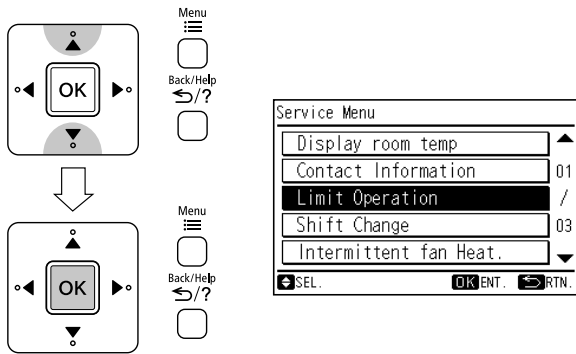 Menu
OK
Back/Help
/?
Menu
OK
Back/Help
/?
Service Menu
Display room temp
Contact Information
01
Limit Operation
/
Shift Change
03
Intermittent fan Heat.
SEL.
OK ENT.
RTN.